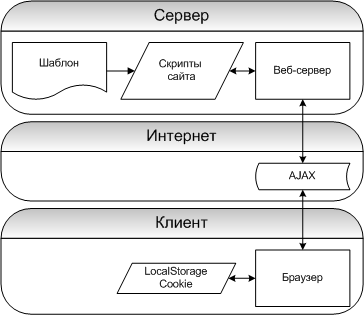 Сервер
Шаблон
Скрипты
сайта
Веб-сервер
Интернет
AJAX
Клиент
LocalStorage
Cookie
Браузер